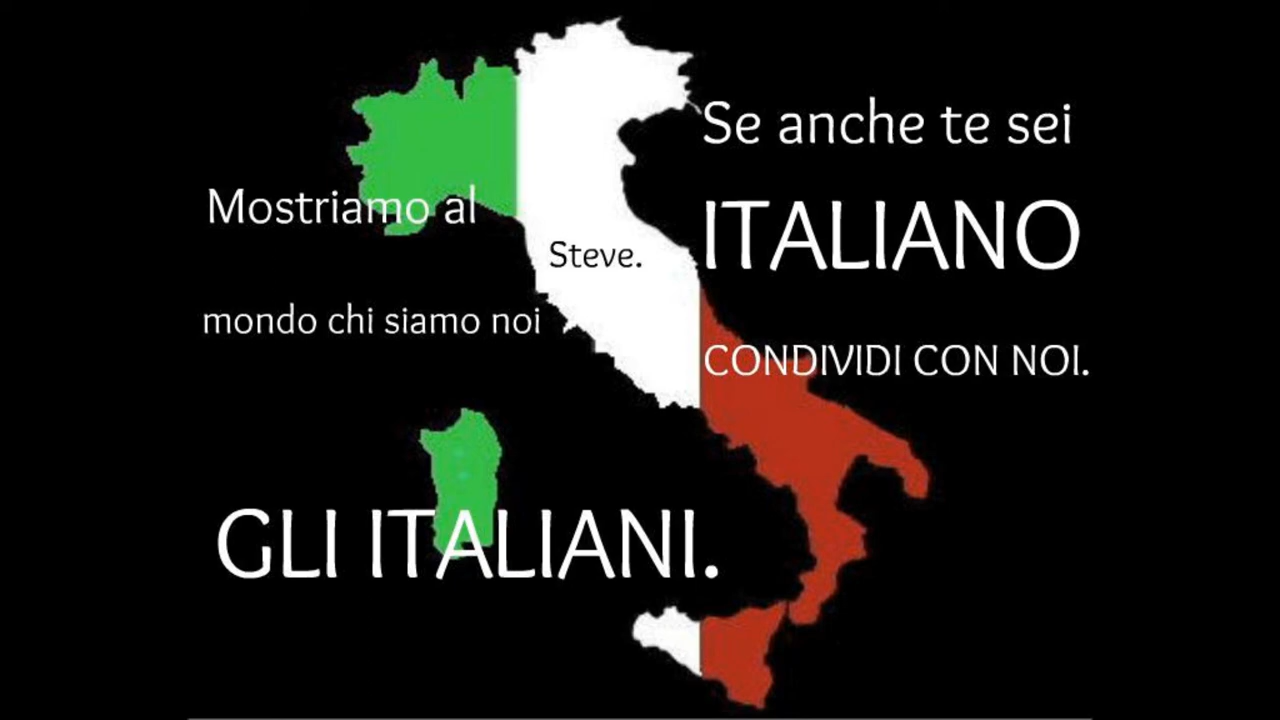 Mostriamo al
mondo chi siamo noi
GLI ITALIANI.
Steve.
Se anche te sei
ITALIANO
CONDIVIDI CON NOI.